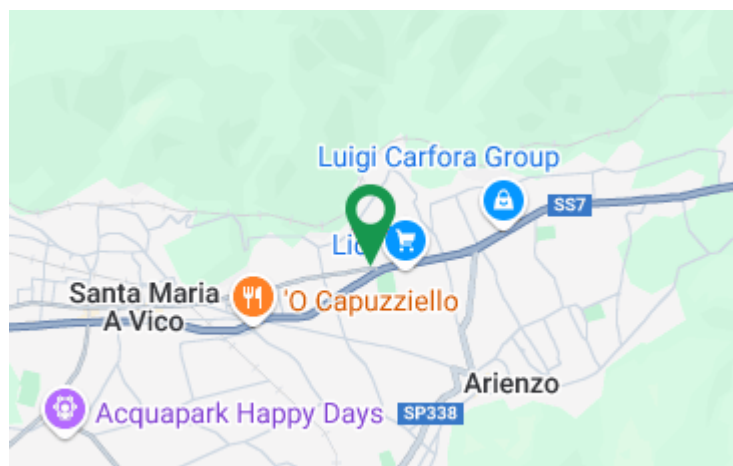 Luigi Carfora Group
SS7
Santa Maria
A Vico
'O Capuzziello
Arienzo
Acquapark Happy Days
SP338